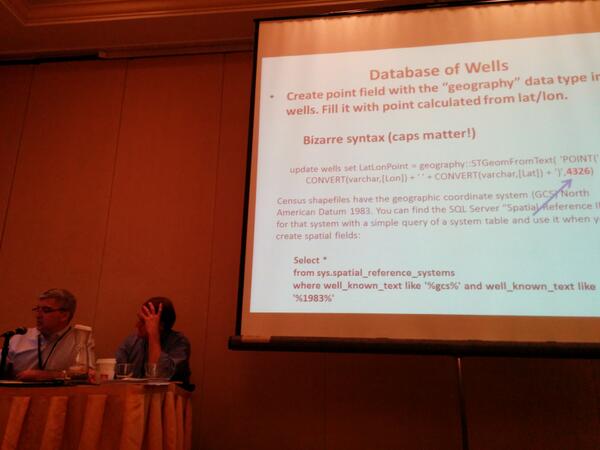 Database of Wells
• Create point field with the “geography” data type in
wells. Fill it with point calculated from lat/lon.
Bizarre syntax (caps matter!)
update wells set LatLonPoint = geography::STGeomFromText( 'POINT('
CONVERT(varchar,[Lon]) + ' ' + CONVERT(varchar,[Lat]) + ')',4326)
Census shapefiles have the geographic coordinate system (GCS) North
American Datum 1983. You can find the SQL Server “Spatial Reference I
for that system with a simple query of a system table and use it when y
create spatial fields:
Select *
from sys.spatial_reference_systems
where well_known_text like '%gcs%' and well_known_text like
'%1983%'